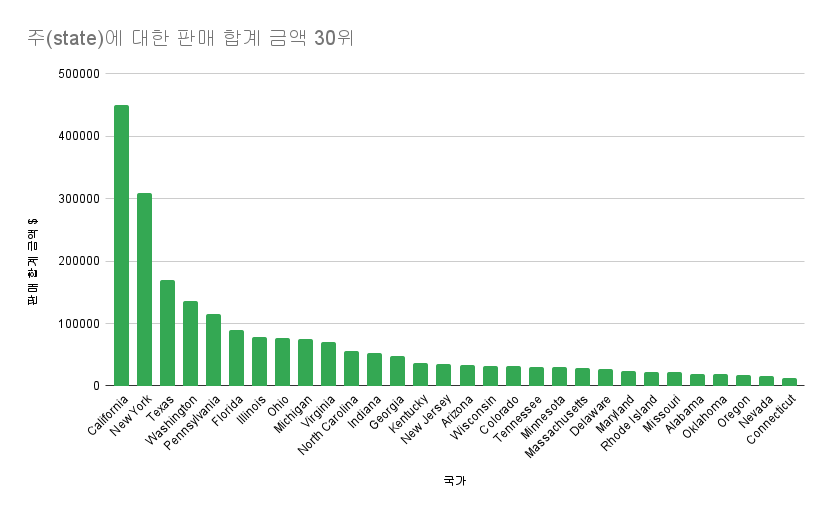 주(state)에 대한 판매 합계 금액 30위
판매 합계 금액 $
500000
400000
300000
200000
100000
0
California
New York
Texas
Washington
Pennsylvania
Florida
Illinois
Ohio
Michigan
Virginia
North Carolina
Indiana
Georgia
Kentucky
New Jersey
Arizona
Wisconsin
Colorado
Tennessee
Minnesota
Massachusetts
Delaware
Maryland
Rhode Island
Missouri
Alabama
Oklahoma
Oregon
Nevada
Connecticut
국가